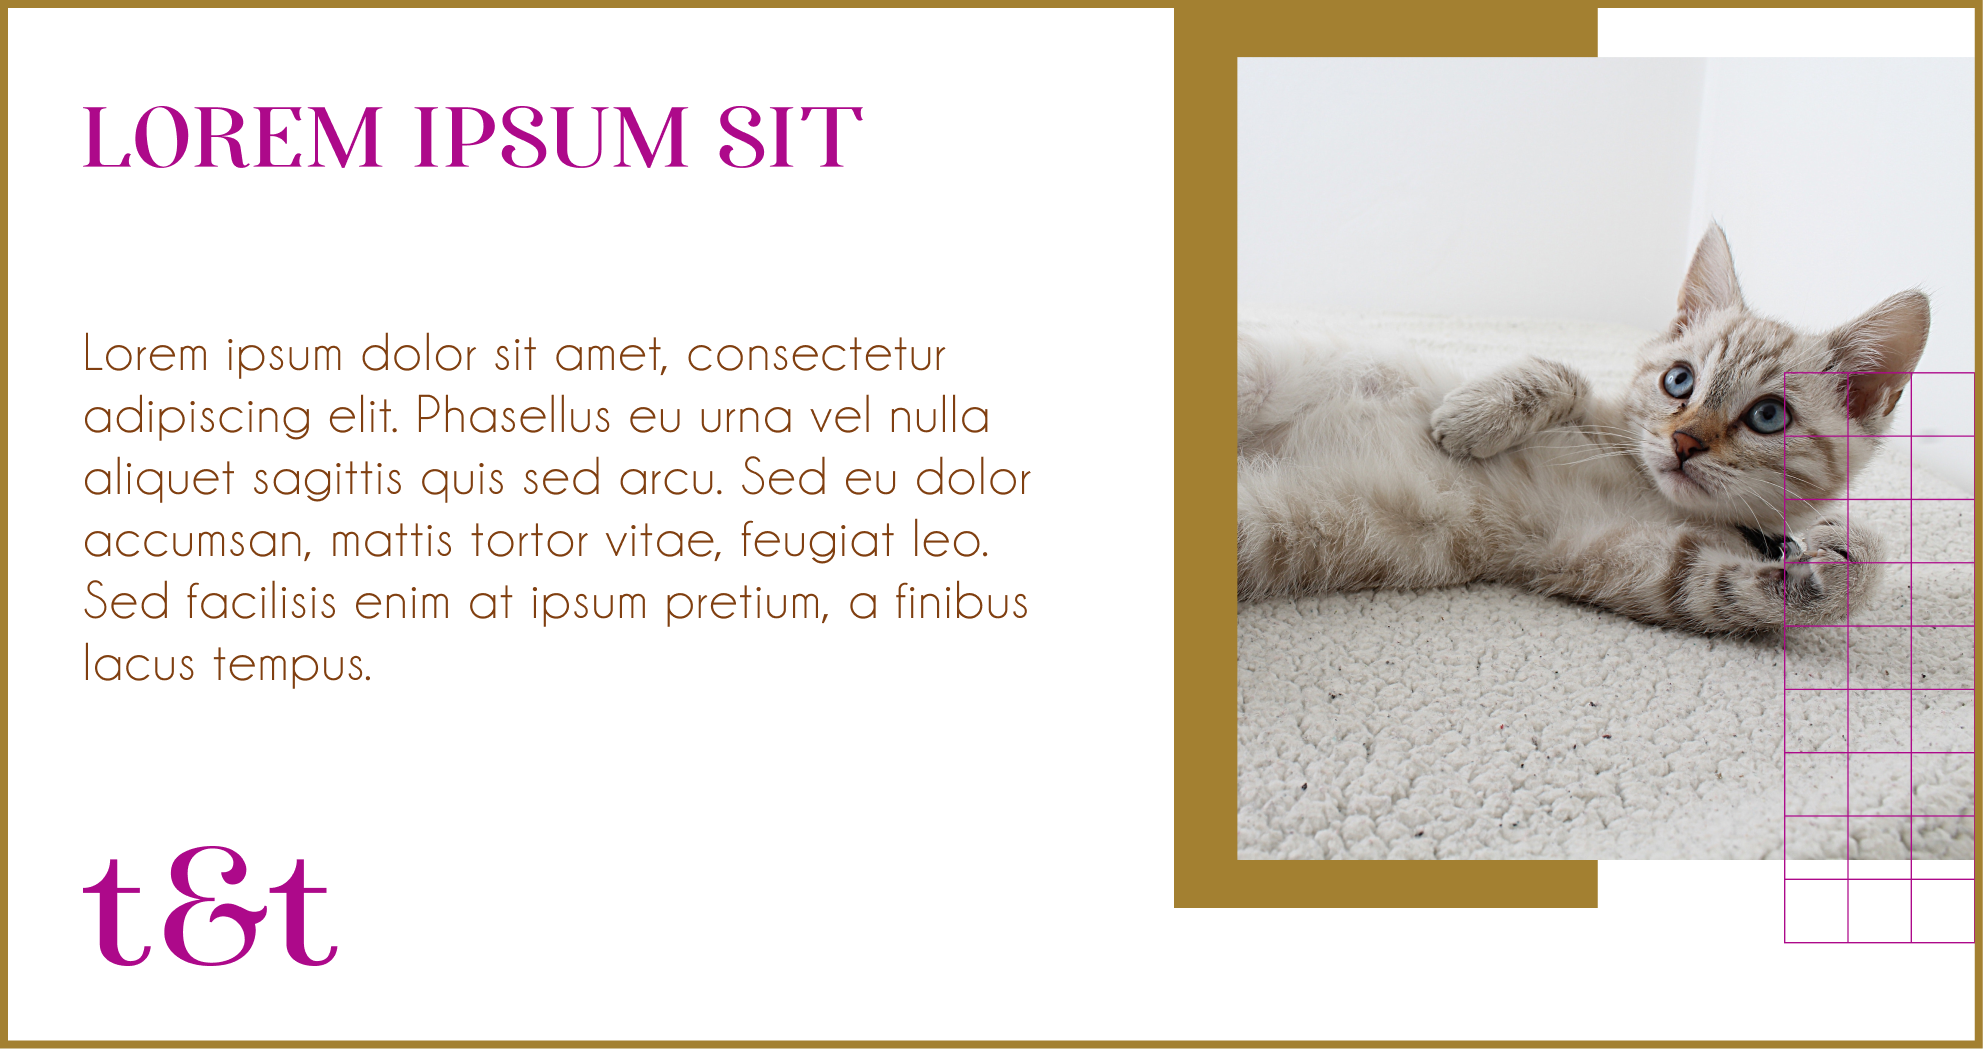 LOREM IPSUM SIT
Lorem ipsum dolor sit amet, consectetur
adipiscing elit. Phasellus eu urna vel nulla
aliquet sagittis quis sed arcu. Sed eu dolor
accumsan, mattis tortor vitae, feugiat leo.
Sed facilisis enim at ipsum pretium, a finibus
lacus tempus.
t&t